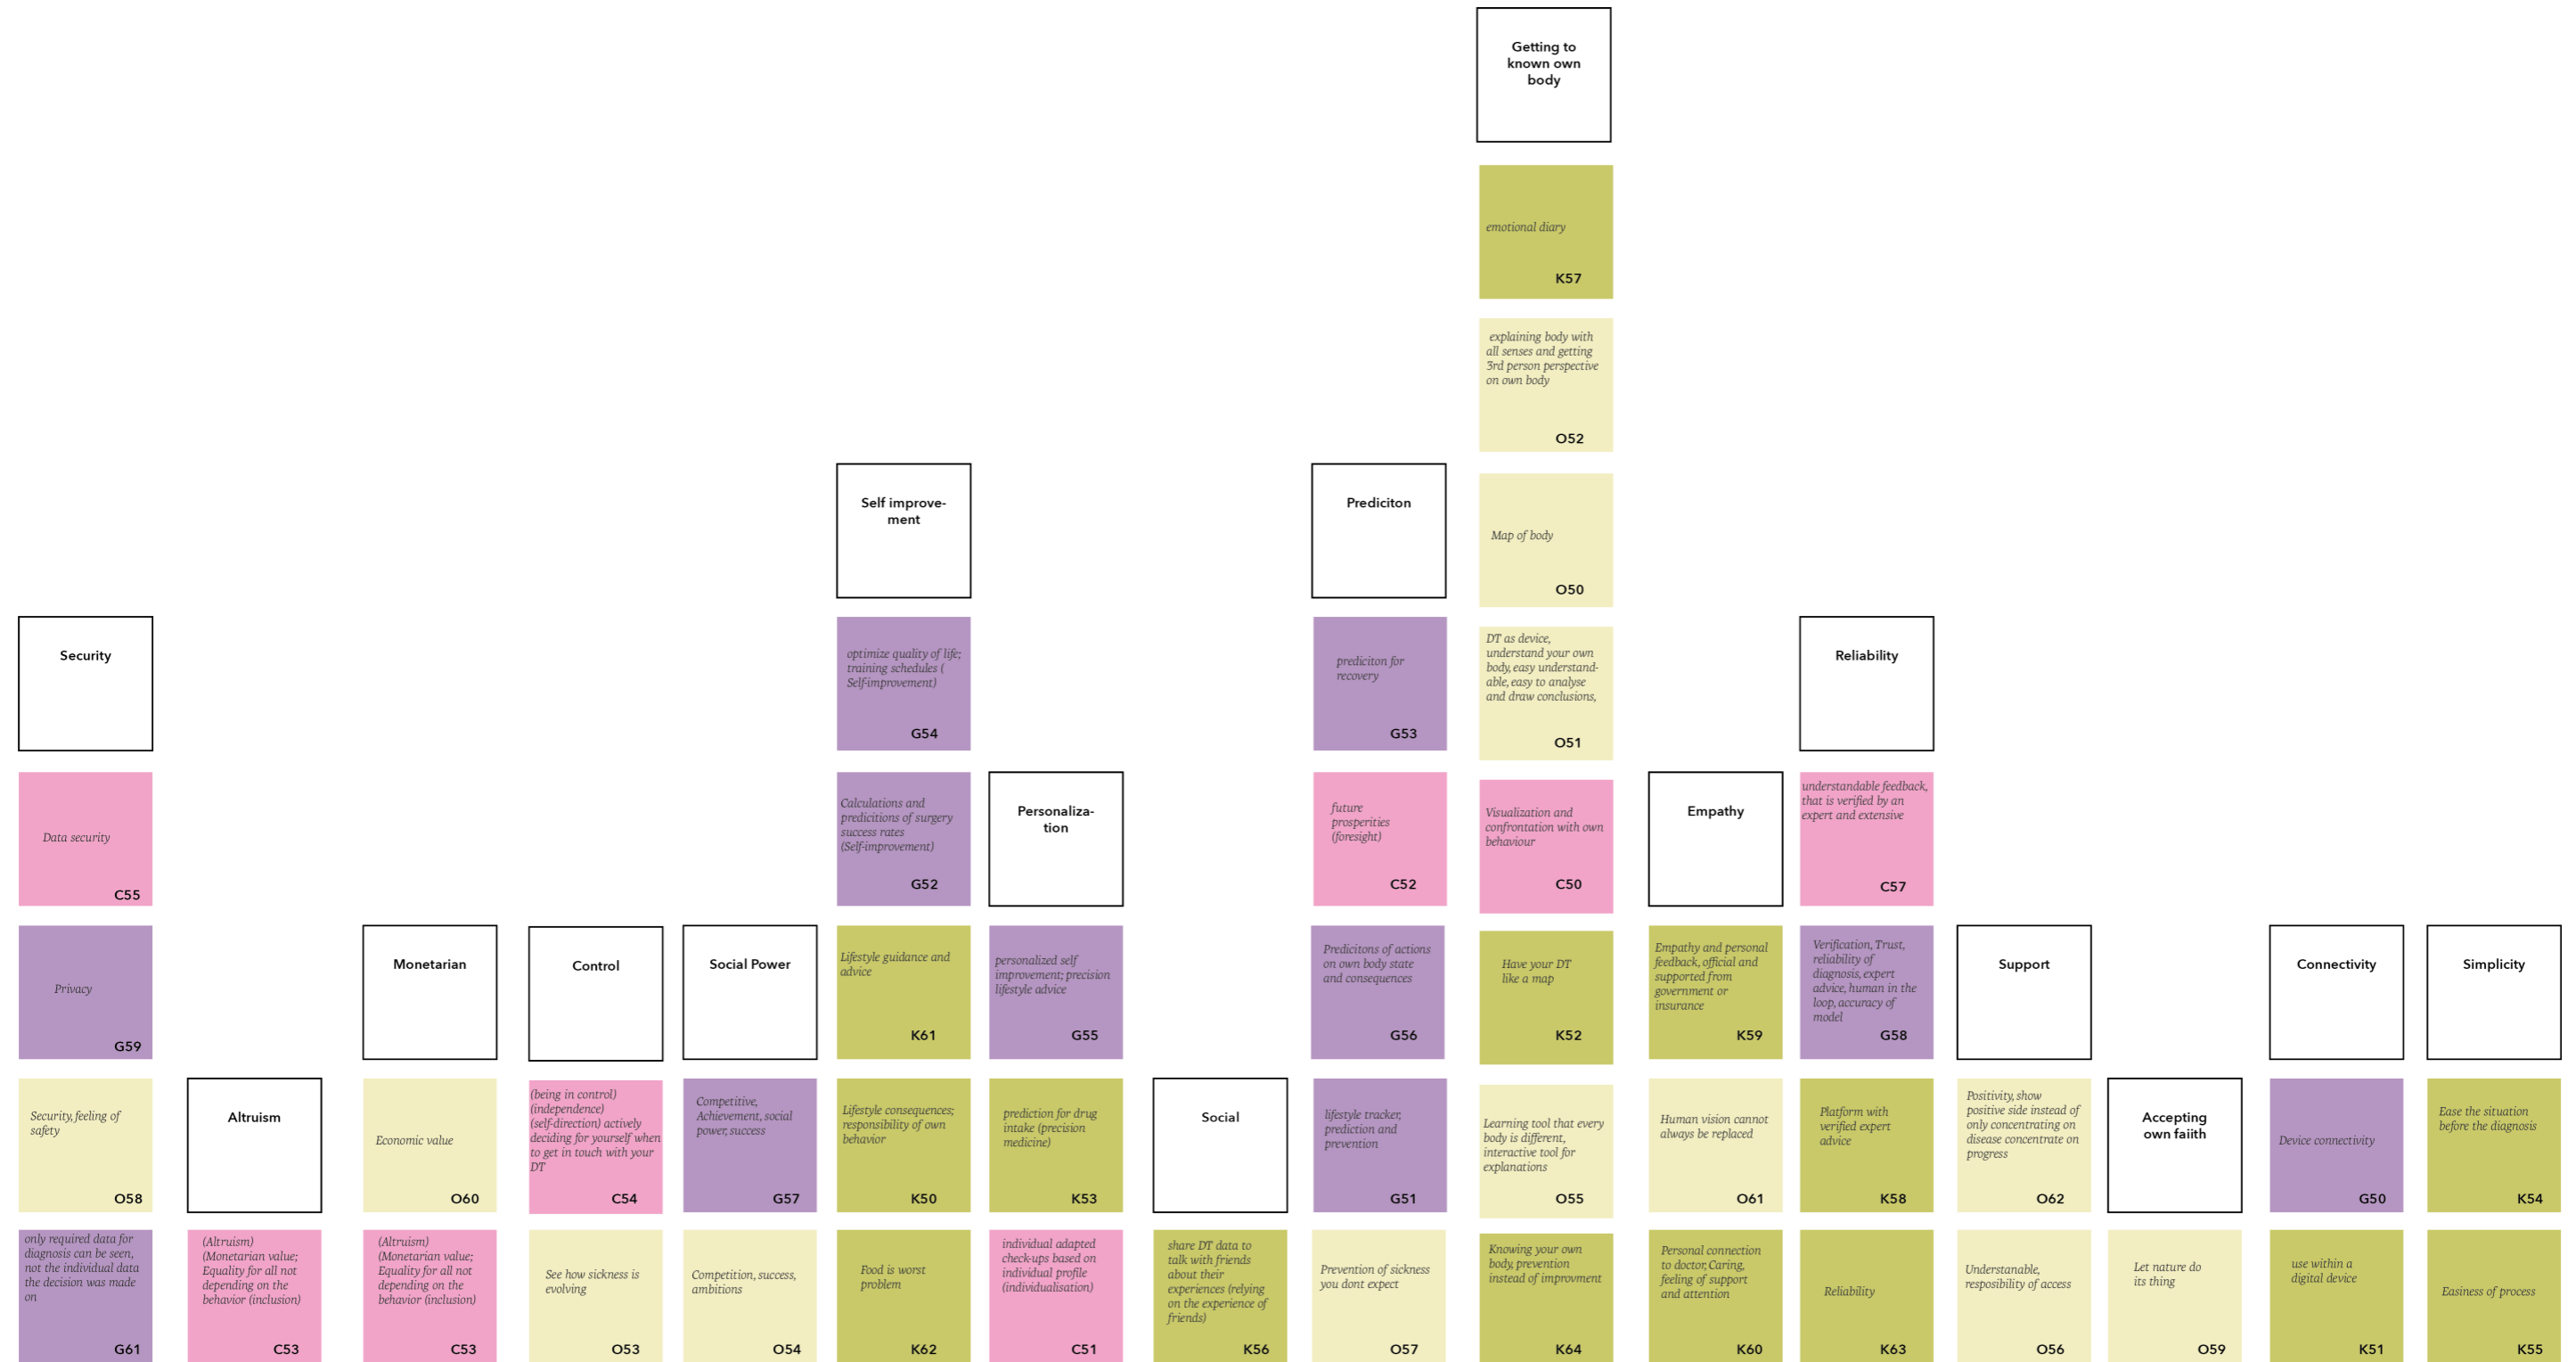 Security
Data security
C55
Privacy
G59
Security, feeling of
safety
O58
only required data for
diagnosis can be seen,
not the individual data
the decision was made
on
G61
Altruism
(Altruism)
(Monetarian value;
Equality for all not
depending on the
behavior (inclusion)
C53
Monetarian
Economic value
O60
(Altruism)
(Monetarian value;
Equality for all not
depending on the
behavior (inclusion)
C53
Control
(being in control)
(independence)
(self-direction) actively
deciding for yourself when
to get in touch with your
DT
C54
See how sickness is
evolving
O53
Social Power
Competitive,
Achievement, social
power, success
G57
Competition, success,
ambitions
O54
Self improve-
ment
optimize quality of life;
training schedules (
Self-improvement)
G54
Calculations and
predicitions of surgery
success rates
(Self-improvement)
G52
Lifestyle guidance and
advice
K61
Lifestyle consequences;
responsibility of own
behavior
K50
Food is worst
problem
K62
Personaliza-
tion
personalized self
improvement; precision
lifestyle advice
G55
prediction for drug
intake (precision
medicine)
K53
individual adapted
check-ups based on
individual profile
(individualisation)
C51
Social
share DT data to
talk with friends
about their
experiences (relying
on the experience of
friends)
K56
Prediciton
prediciton for
recovery
G53
future
prosperities
(foresight)
C52
Predicitons of actions
on own body state
and consequences
G56
lifestyle tracker,
prediction and
prevention
G51
Prevention of sickness
you dont expect
O57
Getting to
known own
body
emotional diary
K57
explaining body with
all senses and getting
3rd person perspective
on own body
O52
Map of body
O50
DT as device,
understand your own
body, easy understand-
able, easy to analyse
and draw conclusions,
O51
Visualization and
confrontation with own
behaviour
C50
Have your DT
like a map
K52
Learning tool that every
body is different,
interactive tool for
explanations
O55
Knowing your own
body, prevention
instead of improvment
K64
Empathy
Empathy and personal
feedback, official and
supported from
government or
insurance
K59
Human vision cannot
always be replaced
O61
Personal connection
to doctor, Caring,
feeling of support
and attention
K60
Reliability
understandable feedback,
that is verified by an
expert and extensive
C57
Verification, Trust,
reliability of
diagnosis, expert
advice, human in the
loop, accuracy of
model
G58
Platform with
verified expert
advice
K58
Reliability
K63
Support
Positivity, show
positive side instead of
only concentrating on
disease concentrate on
progress
O62
Understanable,
resposibility of access
O56
Accepting
own faiith
Let nature do
its thing
O59
Connectivity
Device connectivity
G50
use within a
digital device
K51
Simplicity
Ease the situation
before the diagnosis
K54
Easiness of process
K55